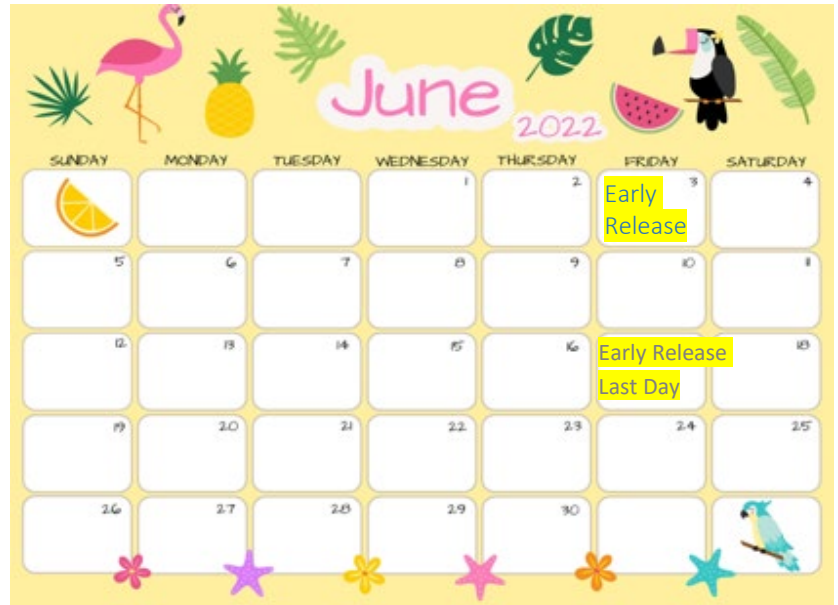 June
2022
SUNDAY MONDAY TUESDAY WEDNESDAY THURSDAY FRIDAY SATURDAY
1 2 3 4
Early
Release
5 6 7 8 9 10 11
12 13 14 15 16 18
Early Release
Last Day
19 20 21 22 23 24 25
26 27 28 29 30